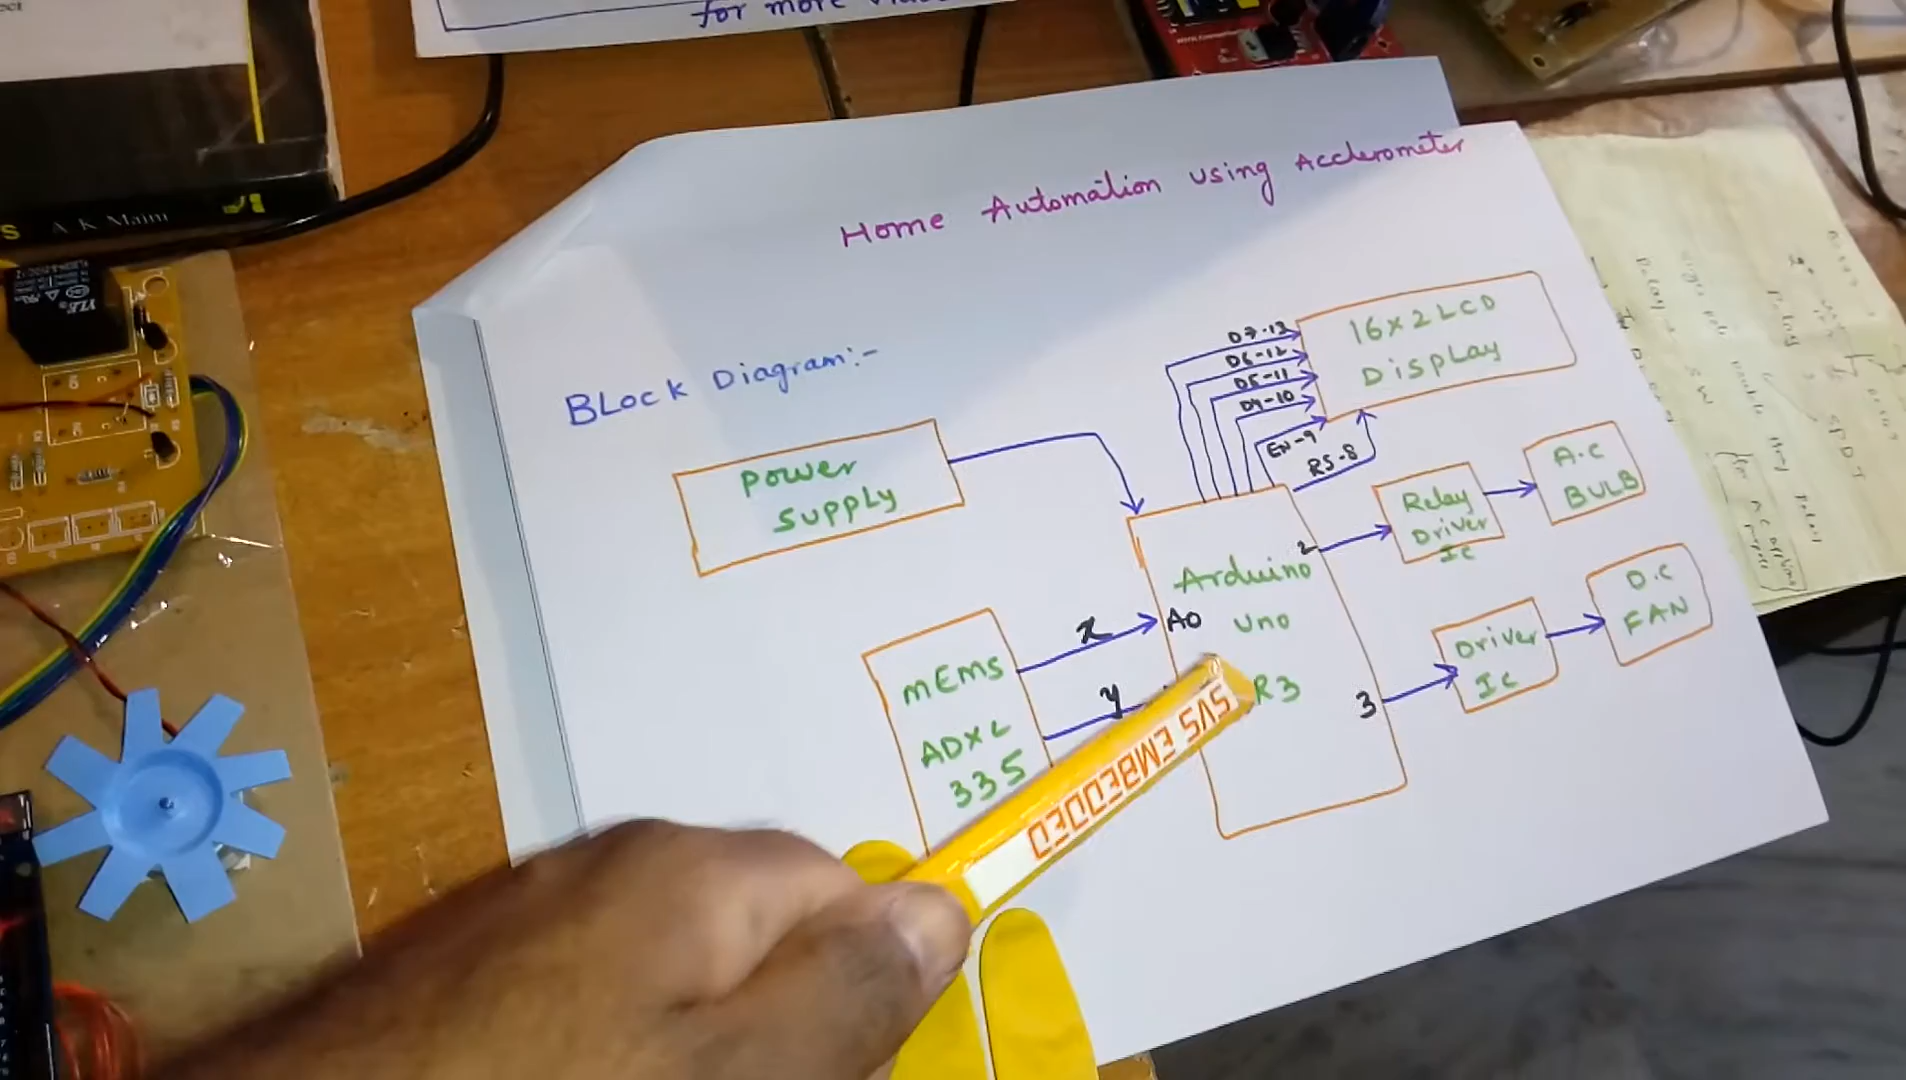 for more
A K Maini
Home Automation using Acclerometer
BLock Diagram:-
Power
Supply
D7-13
D6-12
D5-11
D4-10
EN-9
RS-8
16x2 LCD
Display
Relay
Driver
Ic
A.C
BULB
2
Arduino
Uno
R3
A0
x
y
3
mEms
ADXL
335
Driver
Ic
D.C
FAN
SVS EMBEDDED